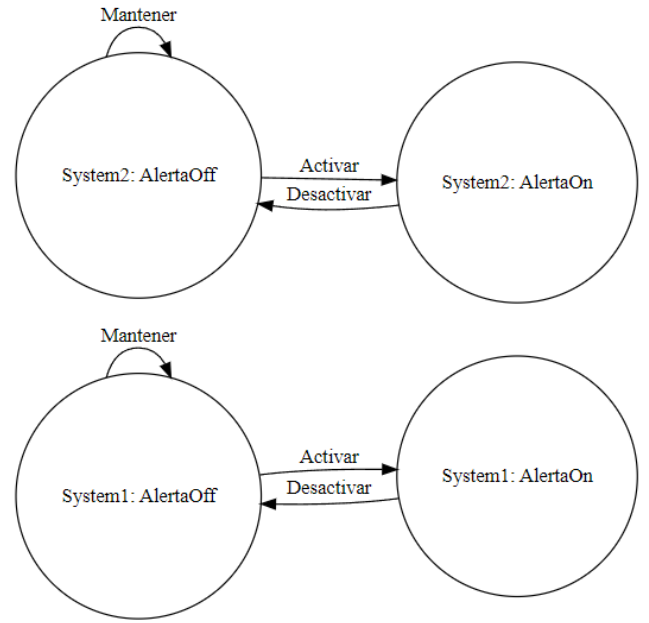 Mantener
System2: AlertaOff
Activar
Desactivar
System2: AlertaOn
Mantener
System1: AlertaOff
Activar
Desactivar
System1: AlertaOn